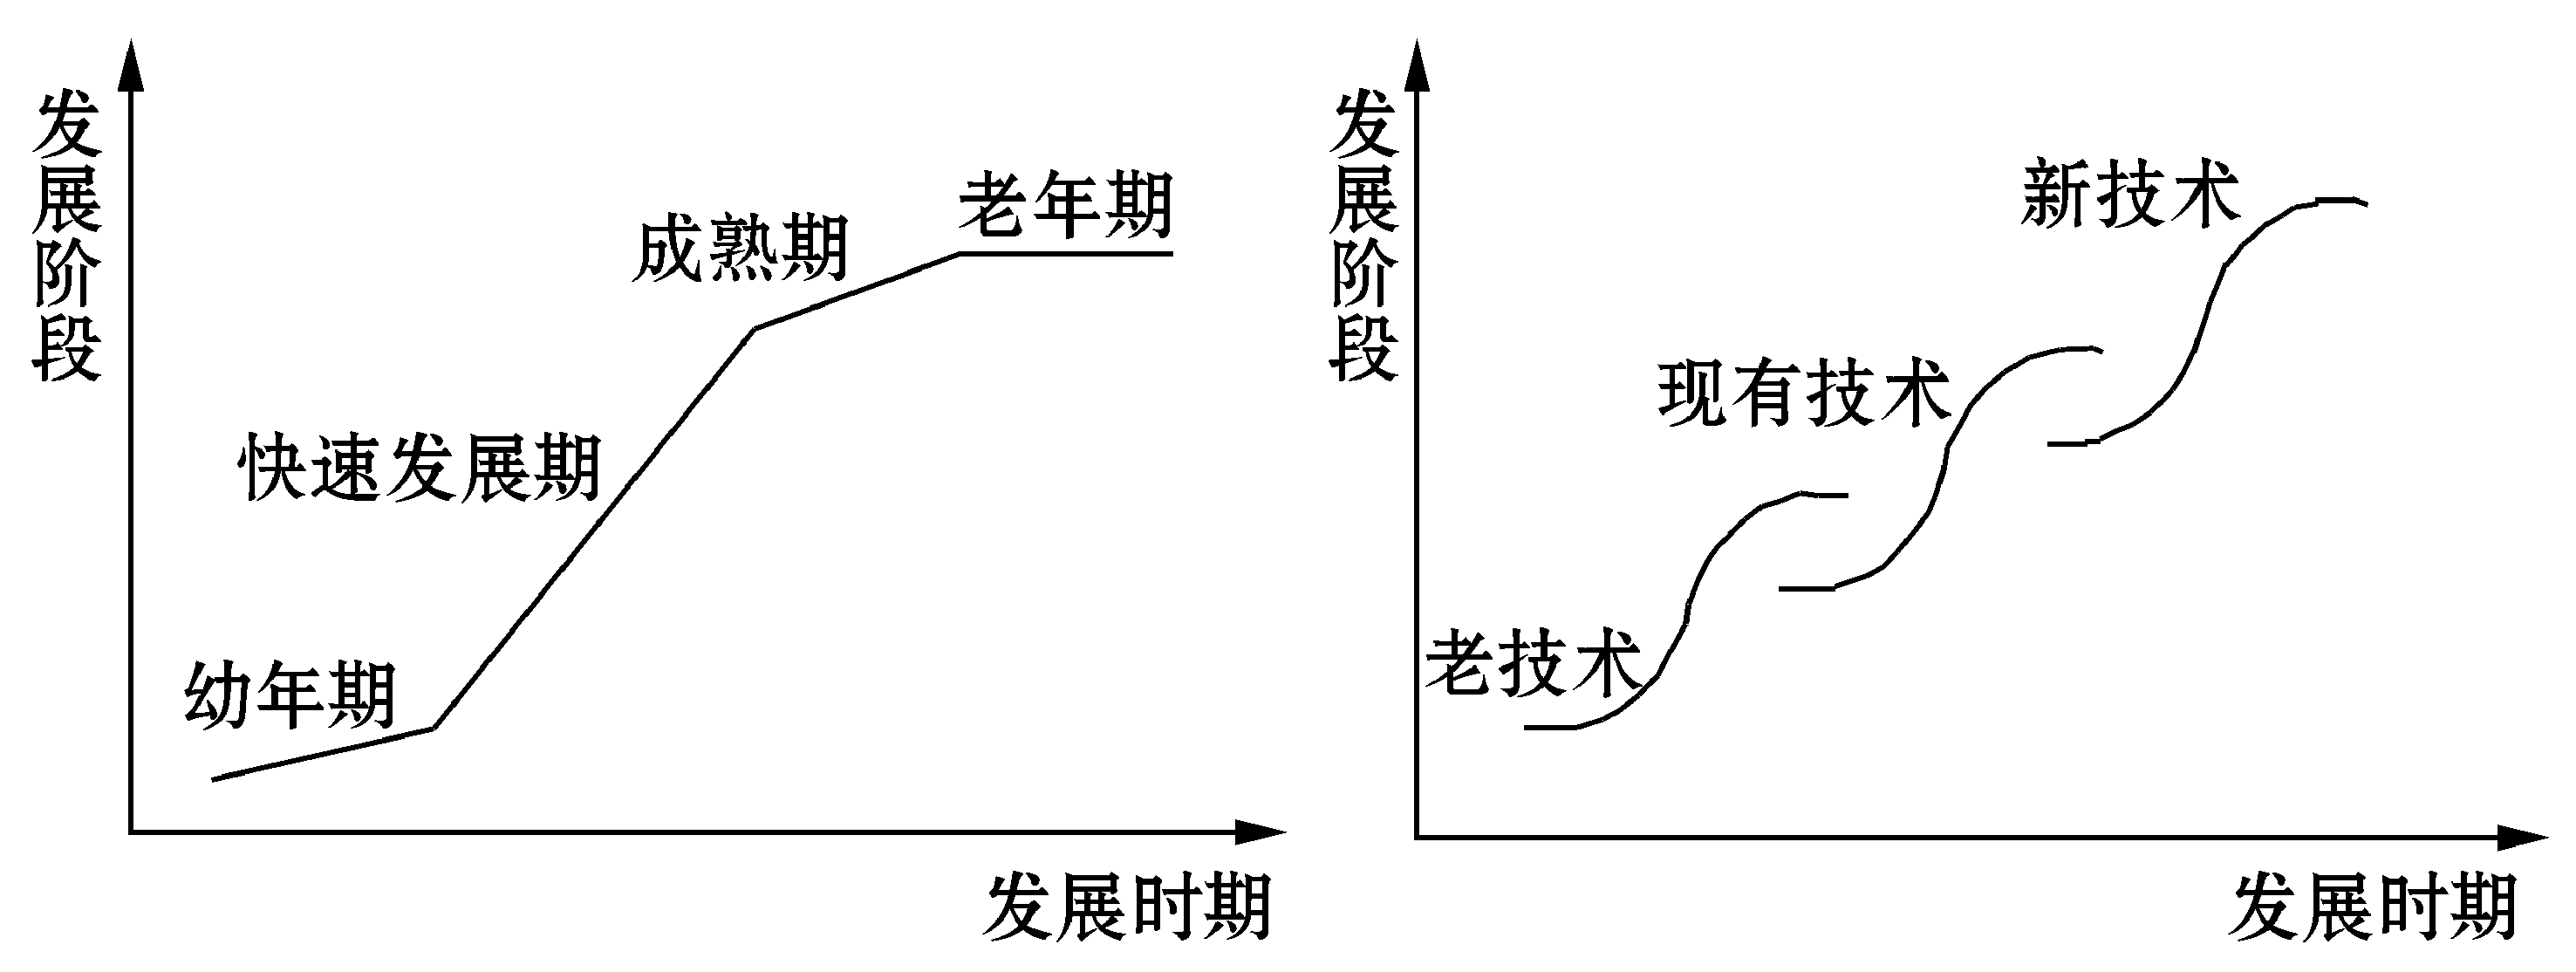 发展阶段
老年期
成熟期
快速发展期
幼年期
发展时期
发展阶段
新技术
现有技术
老技术
发展时期